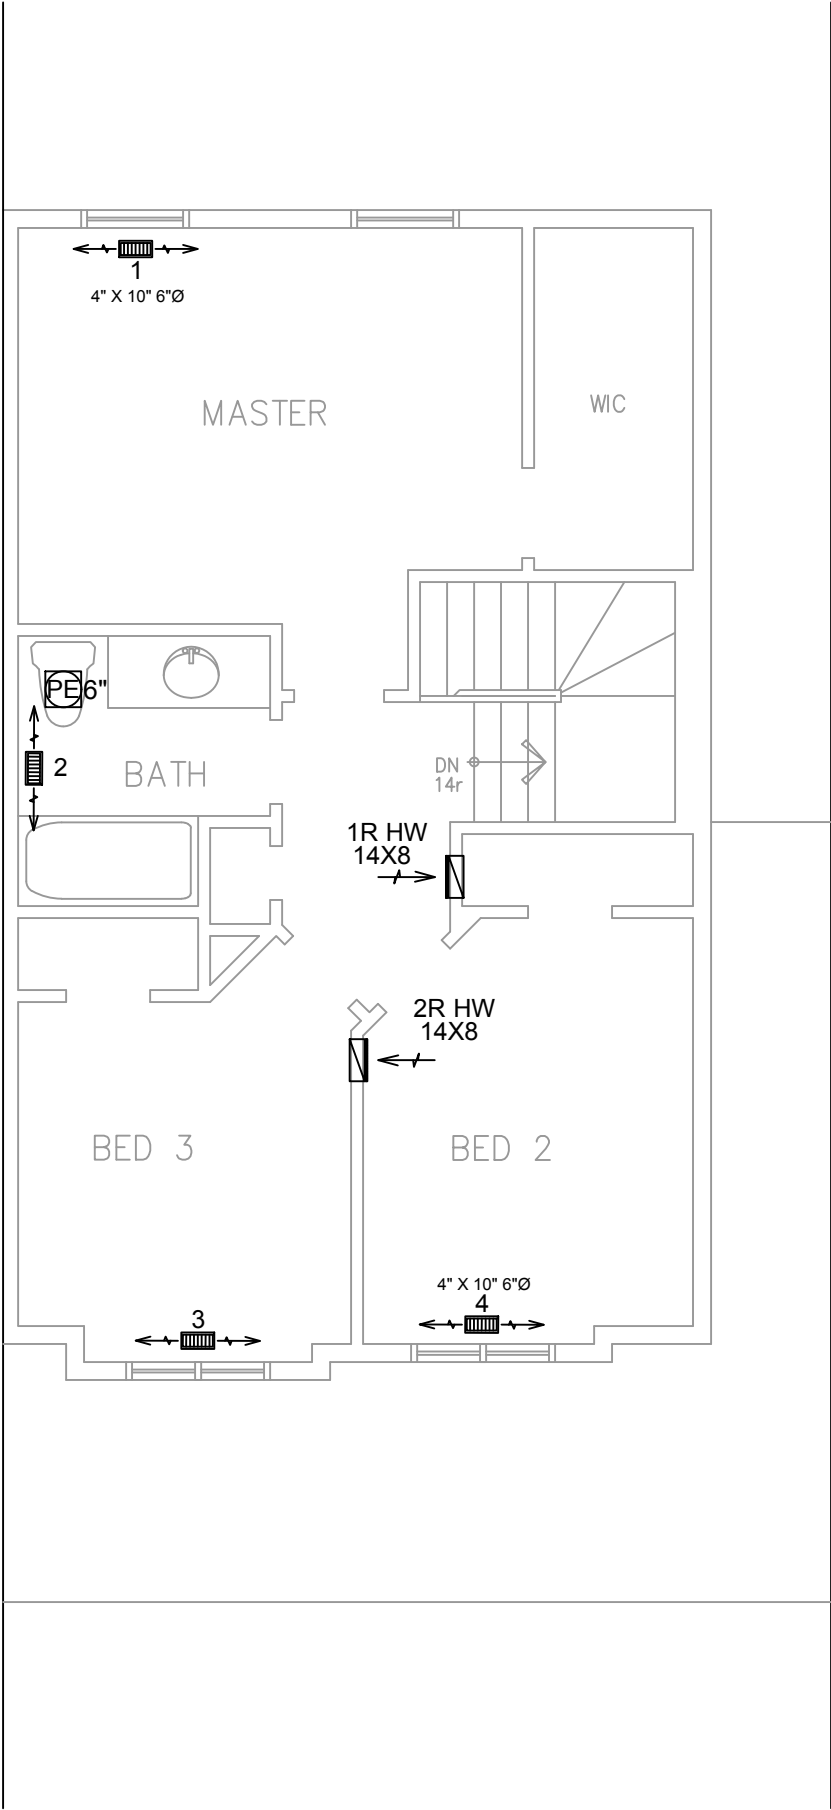 1
4" X 10" 6"Ø
MASTER
WIC
PE 6"
2
BATH
DN
14r
1R HW
14X8
2R HW
14X8
BED 3
BED 2
4" X 10" 6"Ø
4
3